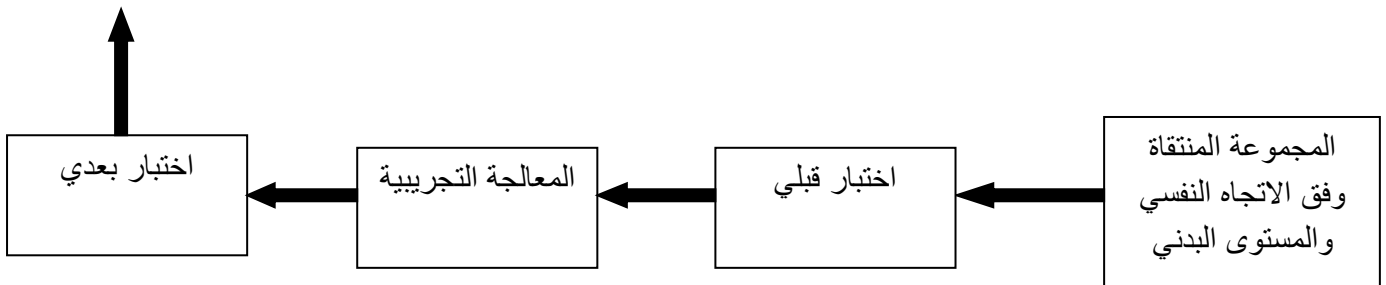 المجموعة المنتقاة
وفق الاتجاه النفسي
والمستوى البدني
اختبار قبلي
المعالجة التجريبية
اختبار بعدي